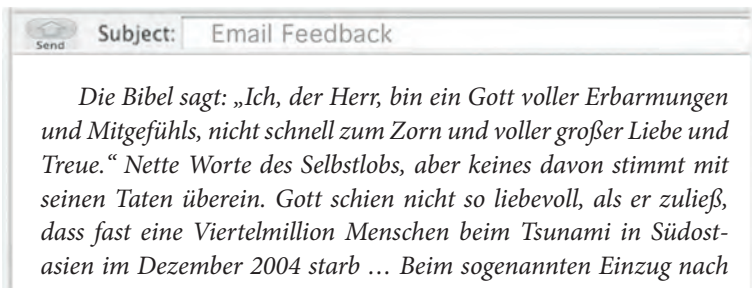 Send Subject: Email Feedback
Die Bibel sagt: „Ich, der Herr, bin ein Gott voller Erbarmungen
und Mitgefühls, nicht schnell zum Zorn und voller großer Liebe und
Treue.“ Nette Worte des Selbstlobs, aber keines davon stimmt mit
seinen Taten überein. Gott schien nicht so liebevoll, als er zuließ,
dass fast eine Viertelmillion Menschen beim Tsunami in Südost-
asien im Dezember 2004 starb … Beim sogenannten Einzug nach